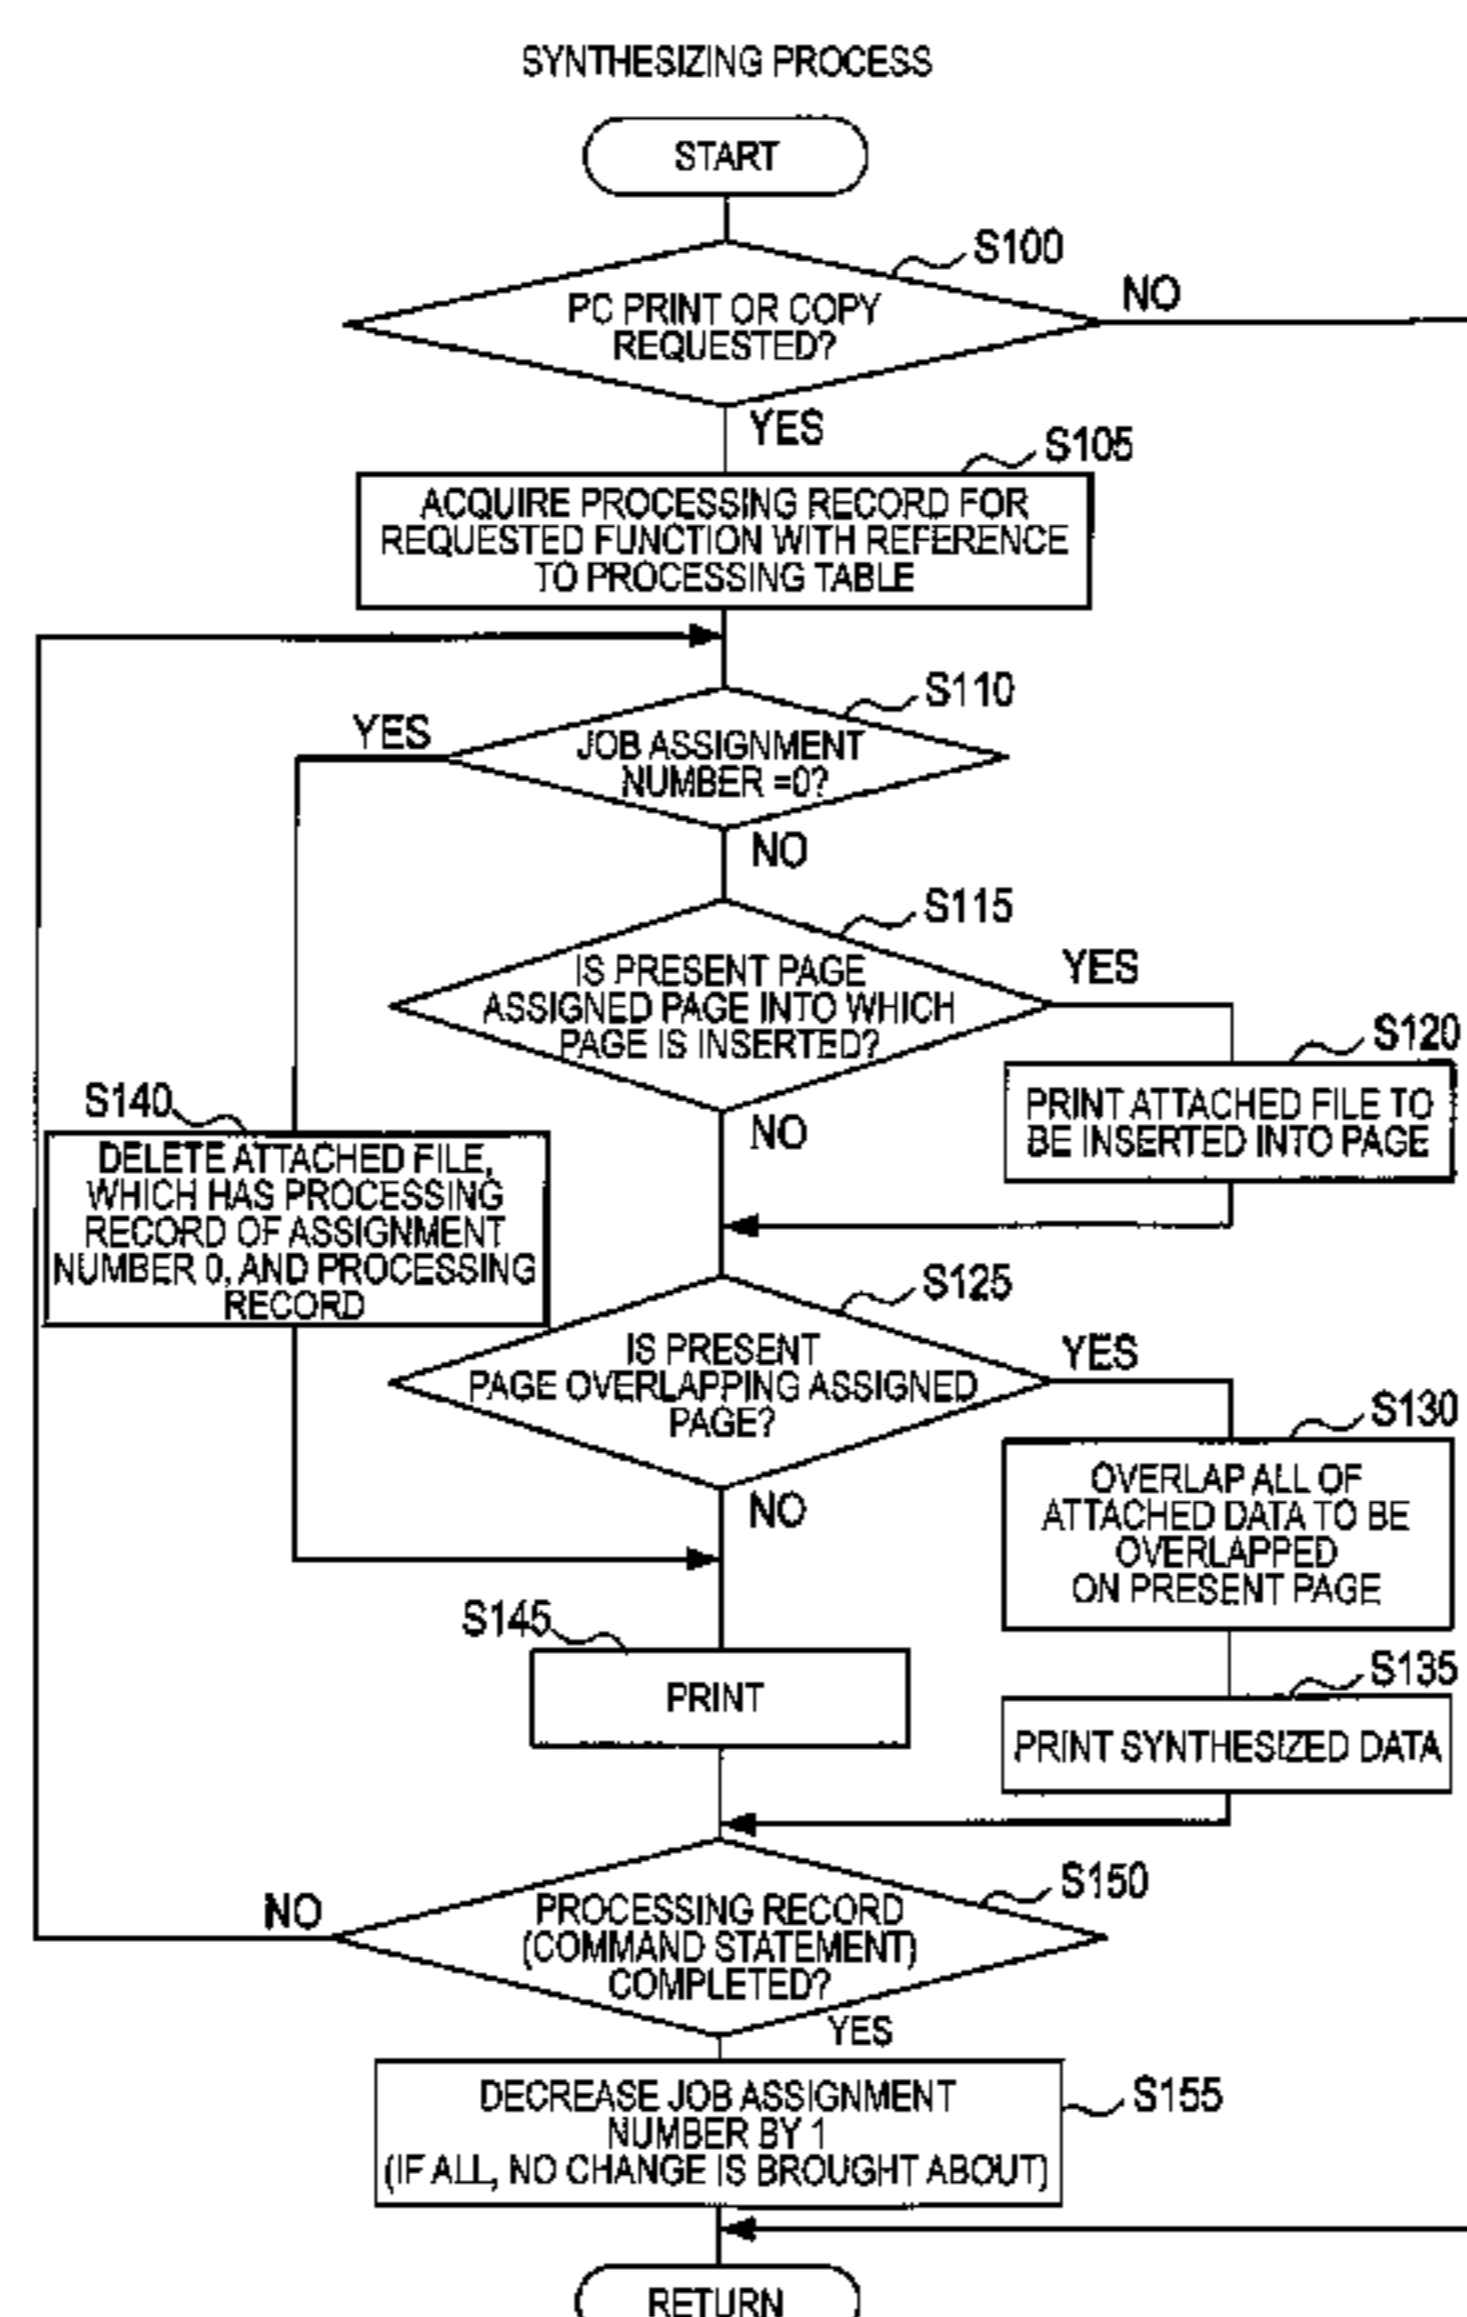 SYNTHESIZING PROCESS
START
S100
PC PRINT OR COPY
REQUESTED?
NO
YES
S105
ACQUIRE PROCESSING RECORD FOR
REQUESTED FUNCTION WITH REFERENCE
TO PROCESSING TABLE
S110
YES
JOB ASSIGNMENT
NUMBER =0?
NO
S115
IS PRESENT PAGE
ASSIGNED PAGE INTO WHICH
PAGE IS INSERTED?
YES
NO
S120
PRINT ATTACHED FILE TO
BE INSERTED INTO PAGE
S140
DELETE ATTACHED FILE,
WHICH HAS PROCESSING
RECORD OF ASSIGNMENT
NUMBER 0, AND PROCESSING
RECORD
S125
IS PRESENT
PAGE OVERLAPPING ASSIGNED
PAGE?
YES
NO
S130
OVERLAP ALL OF
ATTACHED DATA TO BE
OVERLAPPED
ON PRESENT PAGE
S145
PRINT
S135
PRINT SYNTHESIZED DATA
S150
NO
PROCESSING RECORD
(COMMAND STATEMENT)
COMPLETED?
YES
S155
DECREASE JOB ASSIGNMENT
NUMBER BY 1
(IF ALL, NO CHANGE IS BROUGHT ABOUT)
RETURN